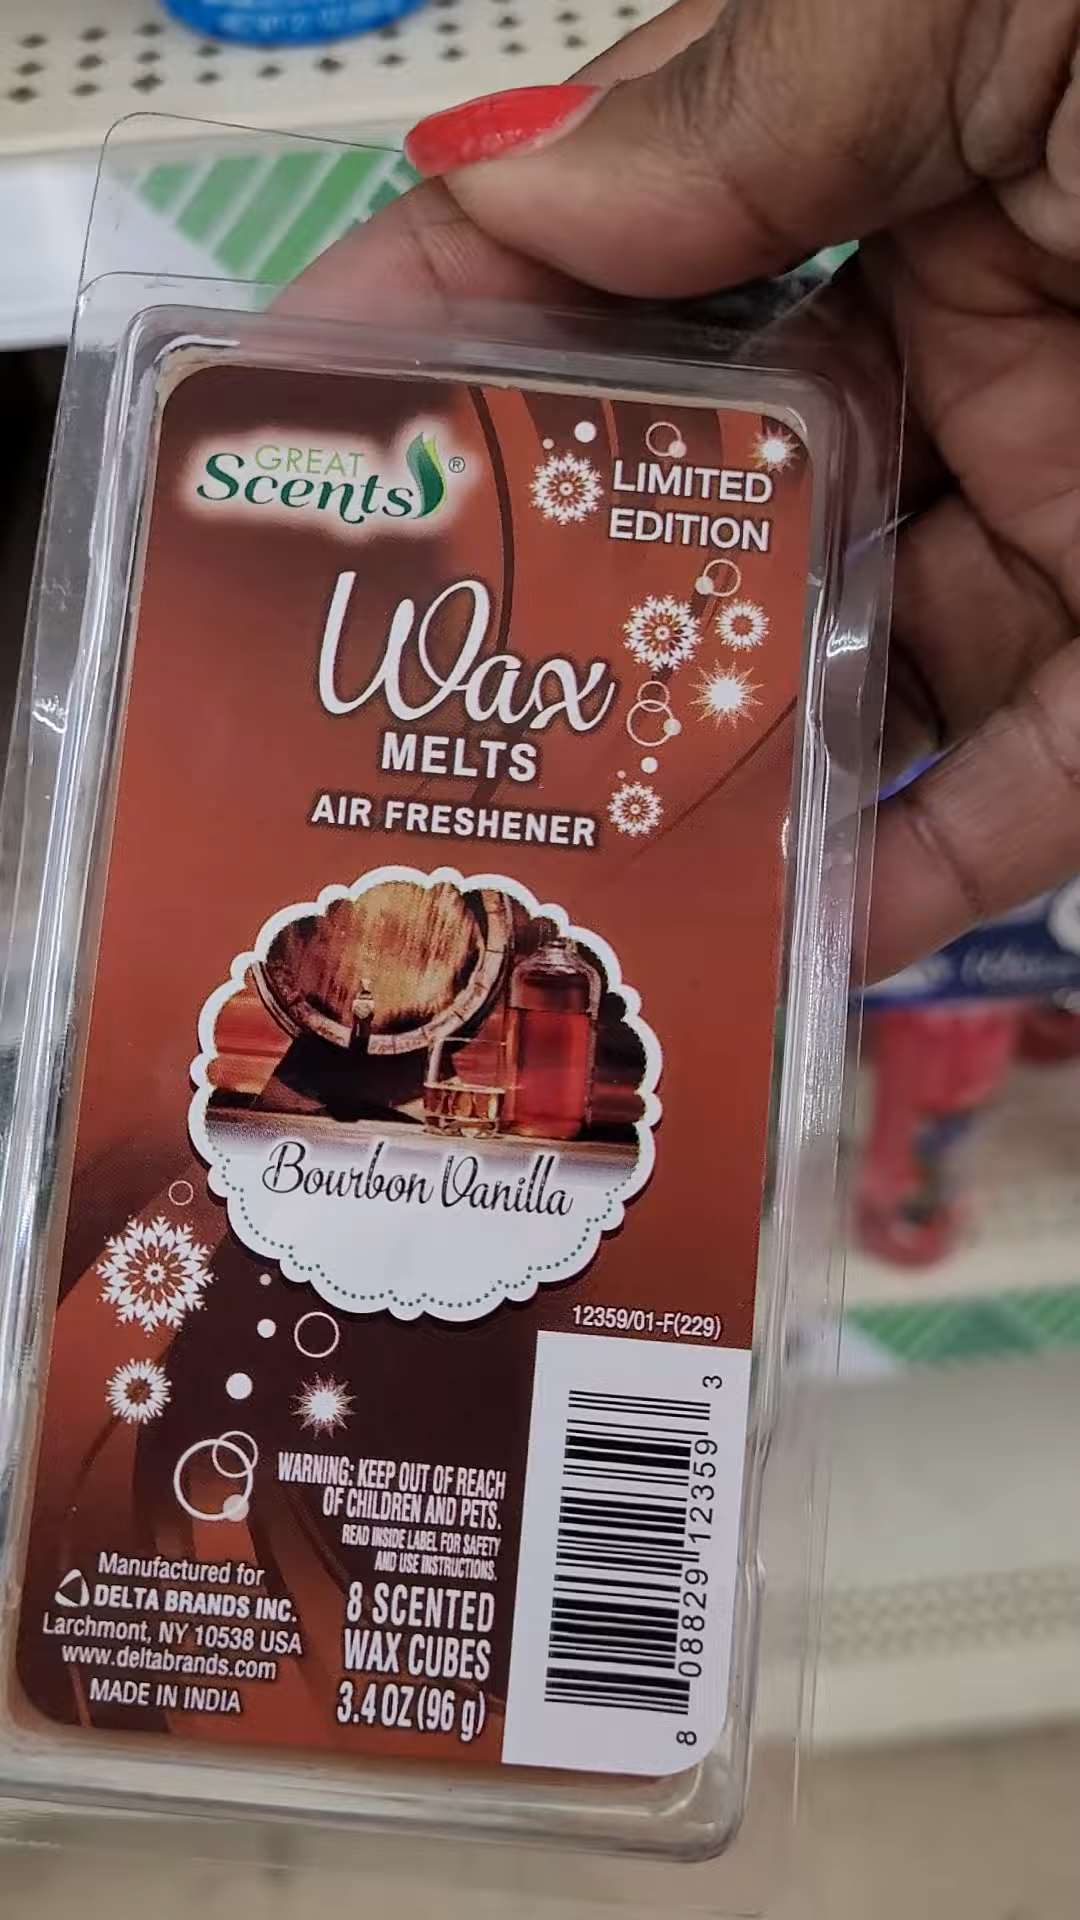 GREAT
Scents®
LIMITED
EDITION
Wax
MELTS
AIR FRESHENER
Bourbon Vanilla
12359/01-F(229)
WARNING: KEEP OUT OF REACH
OF CHILDREN AND PETS.
READ INSIDE LABEL FOR SAFETY
AND USE INSTRUCTIONS.
8 SCENTED
WAX CUBES
3.4 OZ (96 g)
Manufactured for
DELTA BRANDS INC.
Larchmont, NY 10538 USA
www.deltabrands.com
MADE IN INDIA
8 08829 12359 3